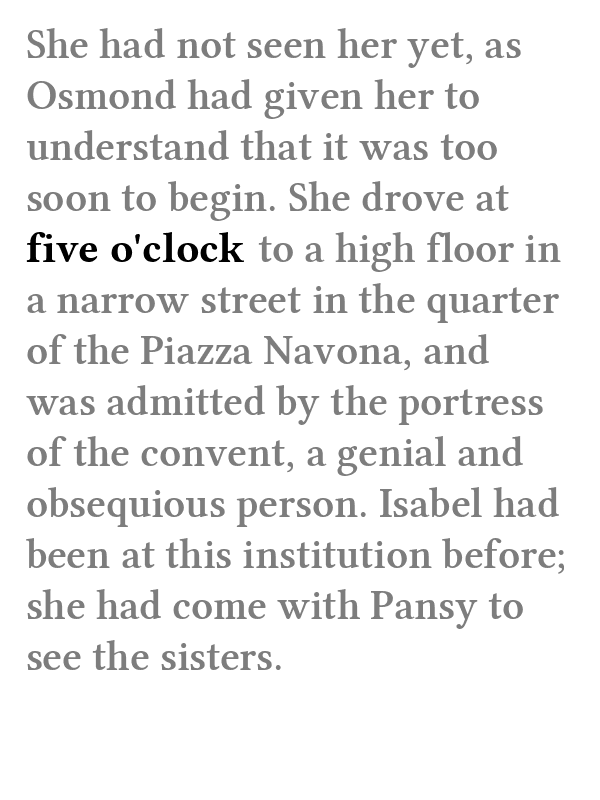 She had not seen her yet, as
Osmond had given her to
understand that it was too
soon to begin. She drove at
five o'clock to a high floor in
a narrow street in the quarter
of the Piazza Navona, and
was admitted by the portress
of the convent, a genial and
obsequious person. Isabel had
been at this institution before;
she had come with Pansy to
see the sisters.